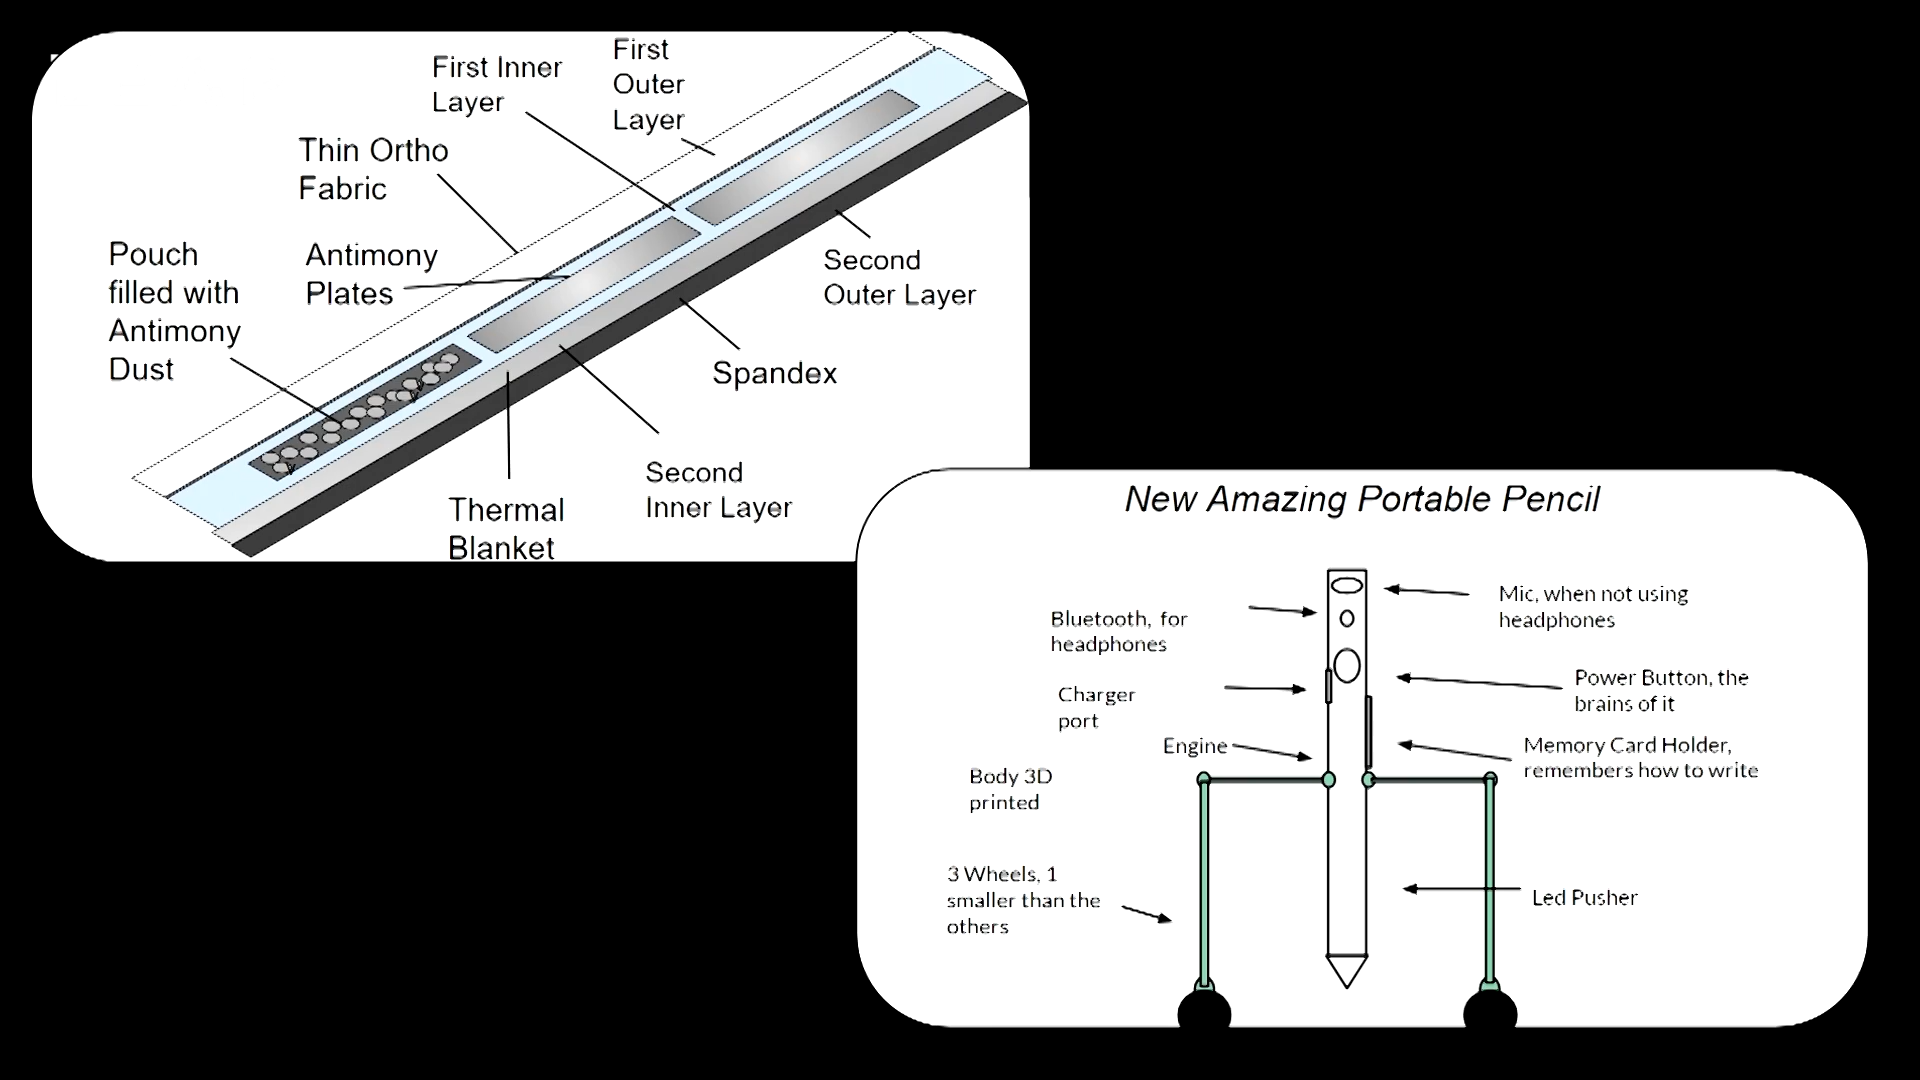 First Inner
Layer
First
Outer
Layer
Thin Ortho
Fabric
Pouch
filled with
Antimony
Dust
Antimony
Plates
Second
Outer Layer
Spandex
Second
Inner Layer
Thermal
Blanket
New Amazing Portable Pencil
Bluetooth, for
headphones
Mic, when not using
headphones
Charger
port
Power Button, the
brains of it
Engine
Memory Card Holder,
remembers how to write
Body 3D
printed
3 Wheels, 1
smaller than the
others
Led Pusher